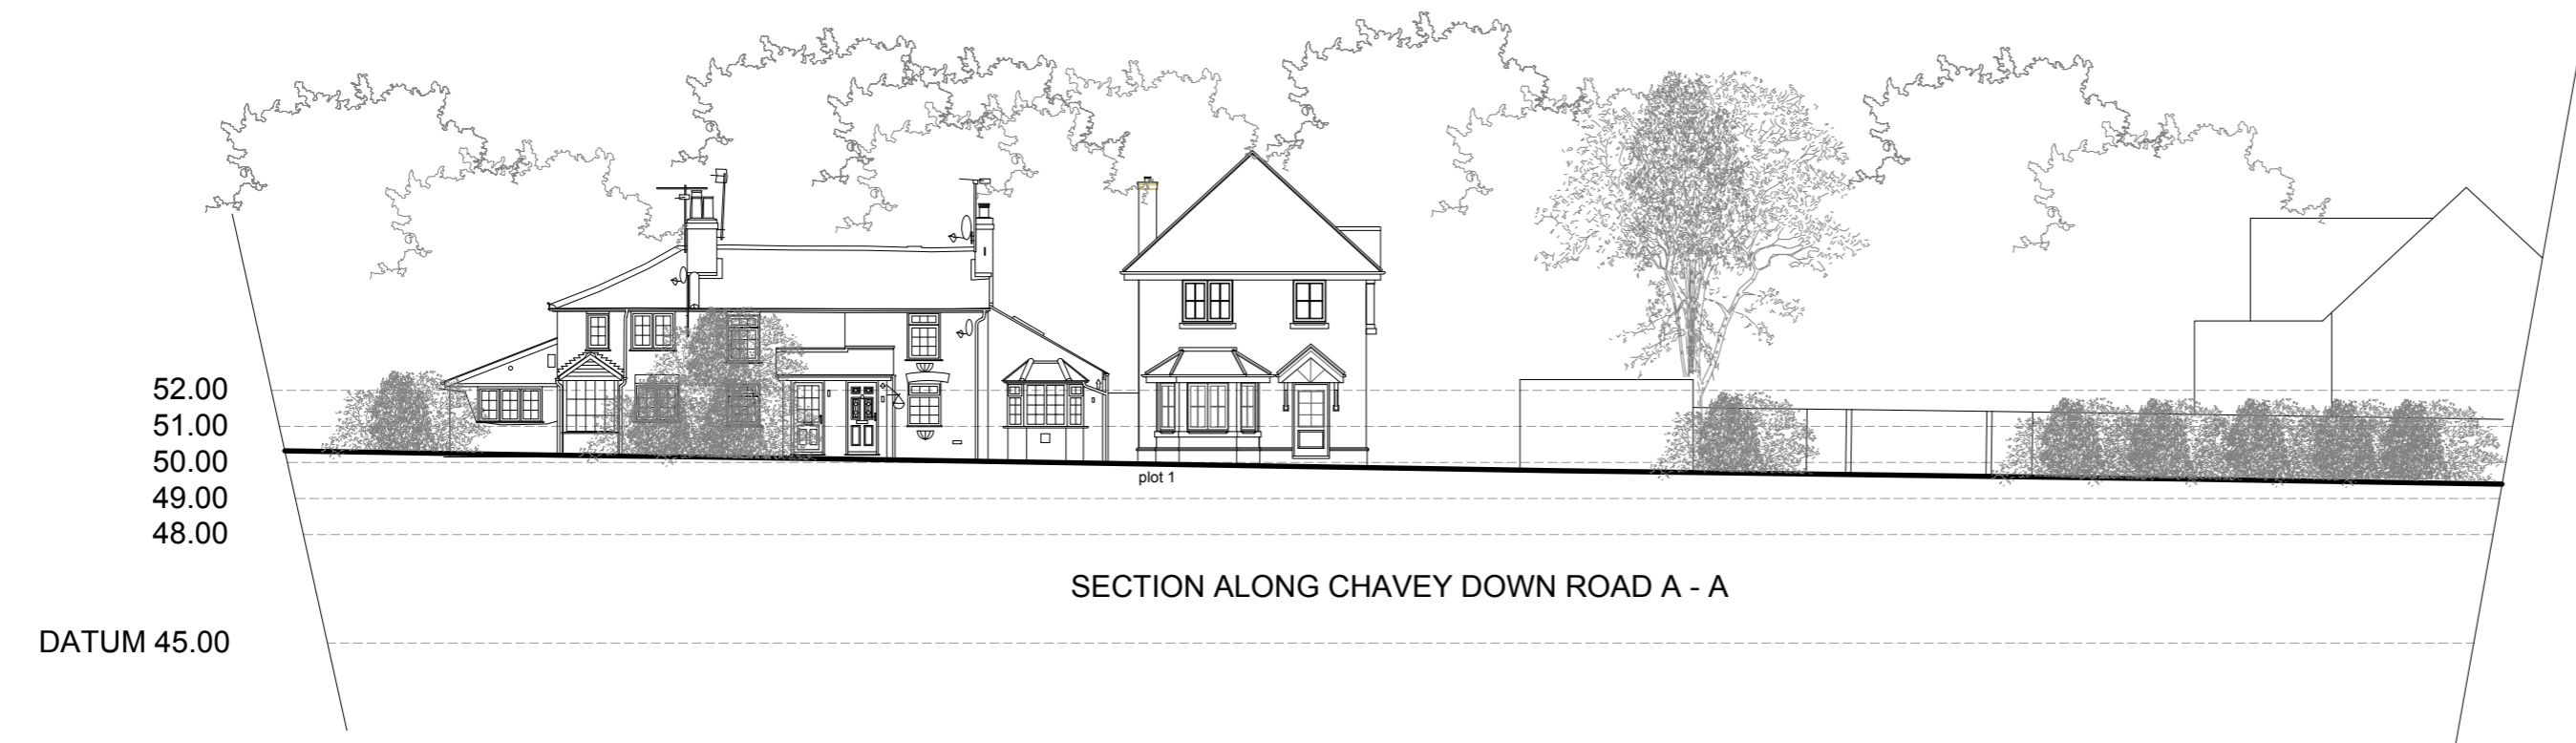 52.00
51.00
50.00
49.00
48.00
plot 1
SECTION ALONG CHAVEY DOWN ROAD A - A
DATUM 45.00